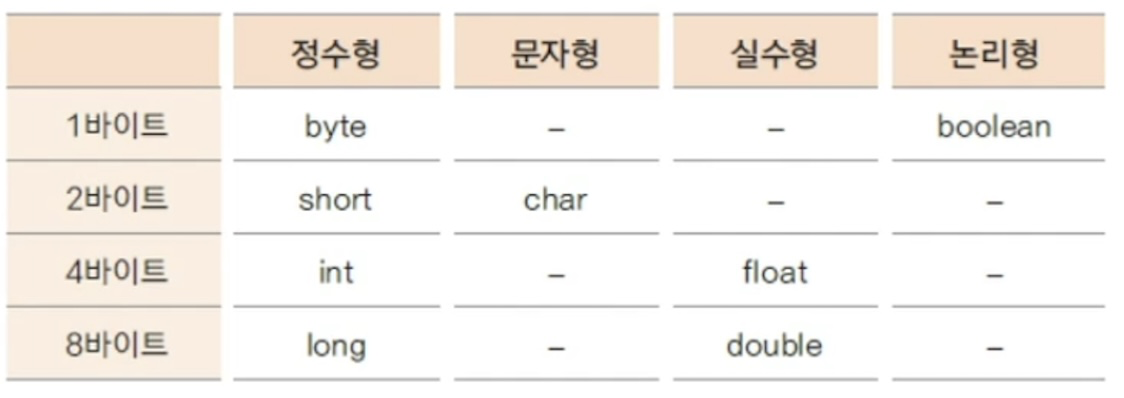 정수형 문자형 실수형 논리형
1바이트 byte – – boolean
2바이트 short char – –
4바이트 int – float –
8바이트 long – double –